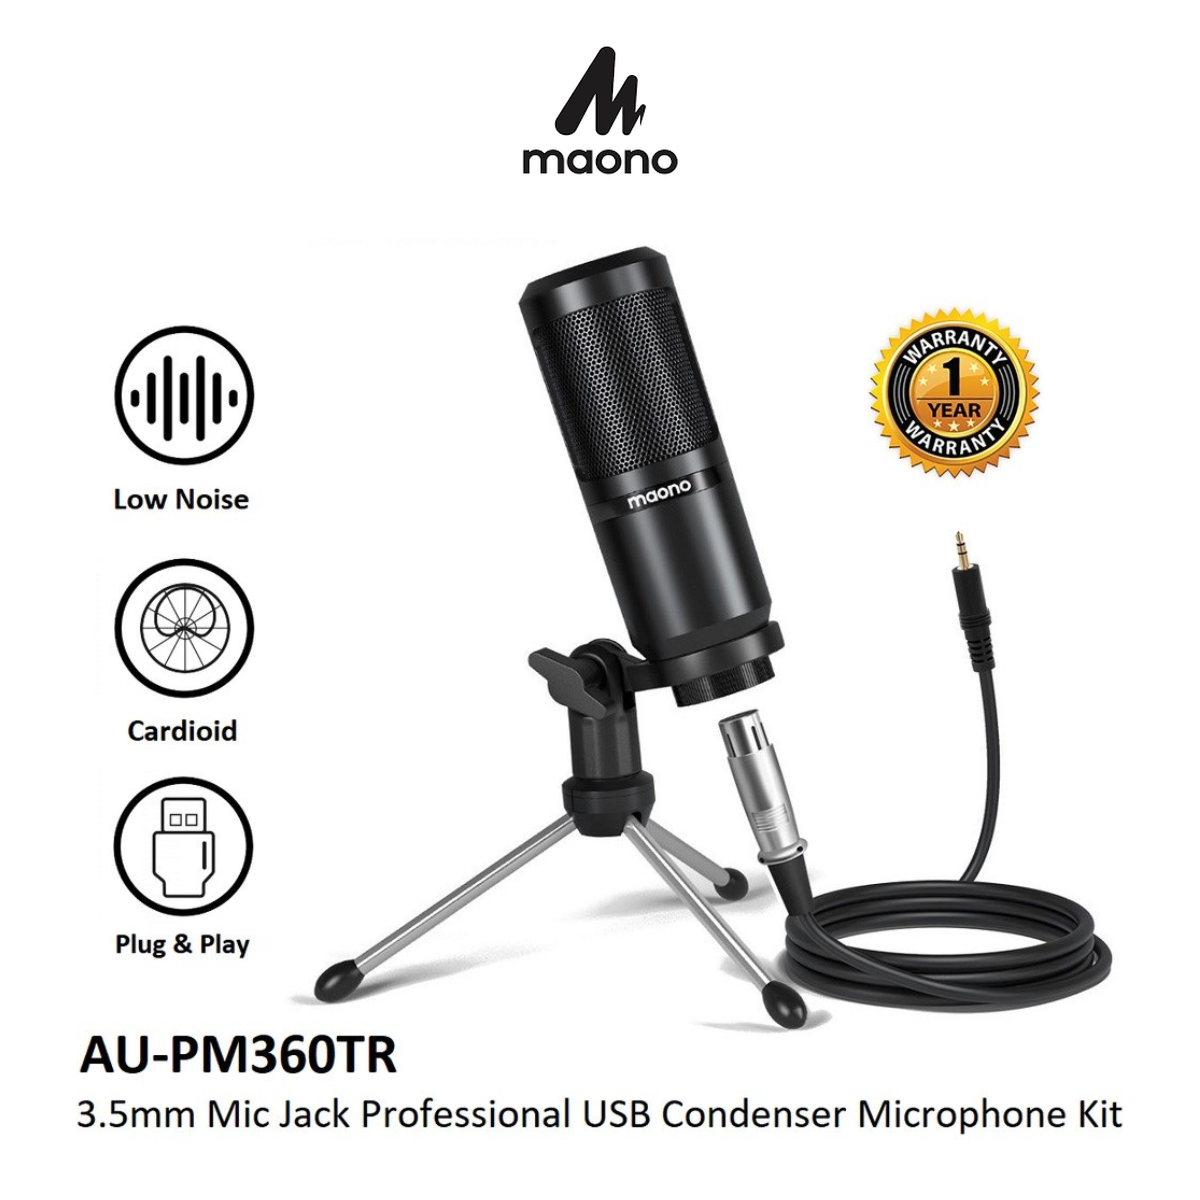 maono
WARRANTY
1
YEAR
WARRANTY
maono
Low Noise
Cardioid
Plug & Play
AU-PM360TR
3.5mm Mic Jack Professional USB Condenser Microphone Kit